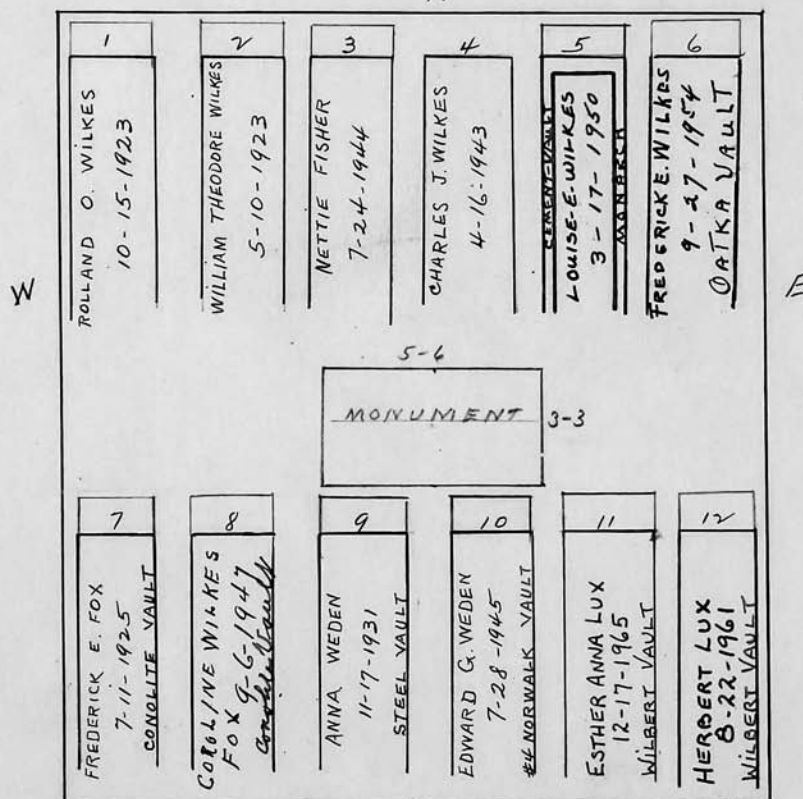 1
ROLLAND O. WILKES
10-15-1923
2
WILLIAM THEODORE WILKES
5-10-1923
3
NETTIE FISHER
7-24-1944
4
CHARLES J. WILKES
4-16-1943
5
CEMENT-VAULT
LOUISE-E-WILKES
3-17-1950
MONARCH
6
FREDERICK E. WILKES
9-27-1954
OATKA VAULT
W
E
5-6
MONUMENT
3-3
7
FREDERICK E. FOX
7-11-1925
CONOLITE VAULT
8
COROLINE WILKES
FOX 9-6-1947
Conolite Vault
9
ANNA WEDEN
11-17-1931
STEEL VAULT
10
EDWARD G. WEDEN
7-28-1945
#4 NORWALK VAULT
11
ESTHER ANNA LUX
12-17-1965
WILBERT VAULT
12
HERBERT LUX
8-22-1961
WILBERT VAULT